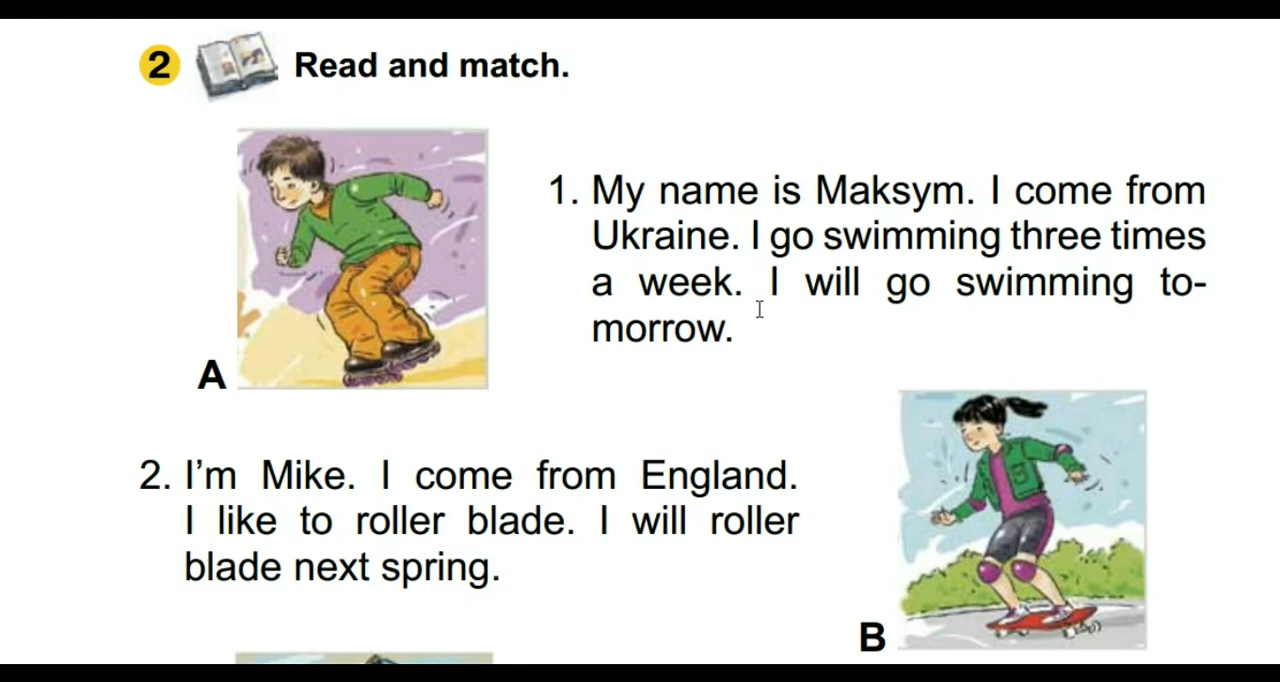 2 Read and match.
1. My name is Maksym. I come from
Ukraine. I go swimming three times
a week. I will go swimming to-
morrow.
A
2. I’m Mike. I come from England.
I like to roller blade. I will roller
blade next spring.
B